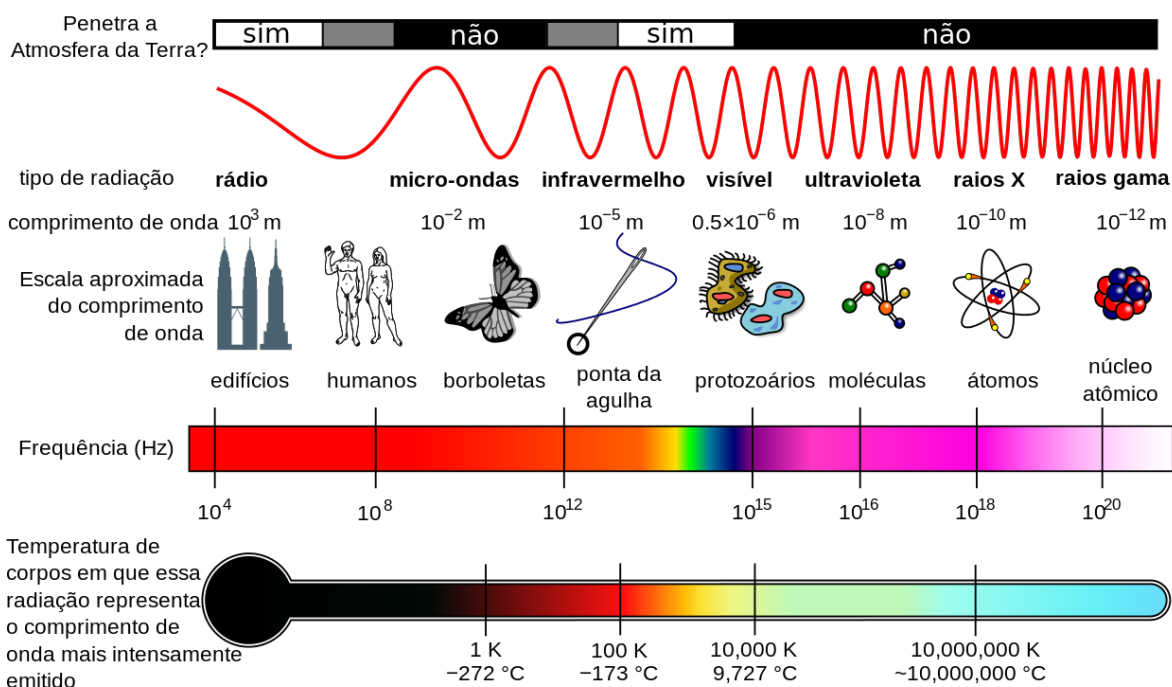 Penetra a
Atmosfera da Terra?
sim não sim não
tipo de radiação rádio micro-ondas infravermelho visível ultravioleta raios X raios gama
comprimento de onda 10³ m 10⁻² m 10⁻⁵ m 0.5×10⁻⁶ m 10⁻⁸ m 10⁻¹⁰ m 10⁻¹² m
Escala aproximada
do comprimento
de onda
edifícios humanos borboletas ponta da agulha protozoários moléculas átomos núcleo atômico
Frequência (Hz)
10⁴ 10⁸ 10¹² 10¹⁵ 10¹⁶ 10¹⁸ 10²⁰
Temperatura de
corpos em que essa
radiação representa
o comprimento de
onda mais intensamente
emitido
1 K 100 K 10,000 K 10,000,000 K
−272 °C −173 °C 9,727 °C ~10,000,000 °C